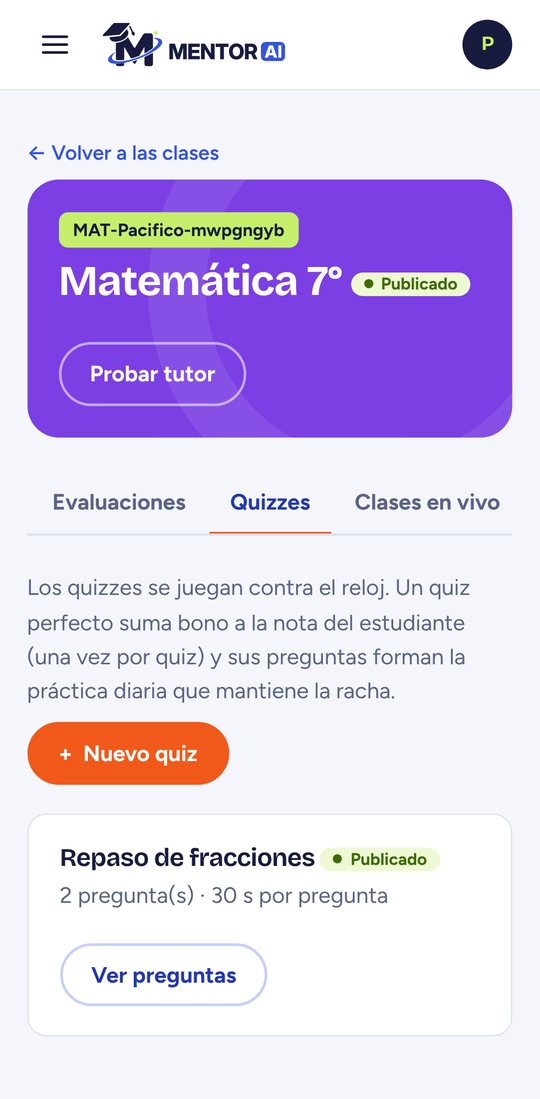 M MENTOR AI
P
← Volver a las clases
MAT-Pacifico-mwpgngyb
Matemática 7° Publicado
Probar tutor
Evaluaciones Quizzes Clases en vivo
Los quizzes se juegan contra el reloj. Un quiz
perfecto suma bono a la nota del estudiante
(una vez por quiz) y sus preguntas forman la
práctica diaria que mantiene la racha.
+ Nuevo quiz
Repaso de fracciones Publicado
2 pregunta(s) · 30 s por pregunta
Ver preguntas